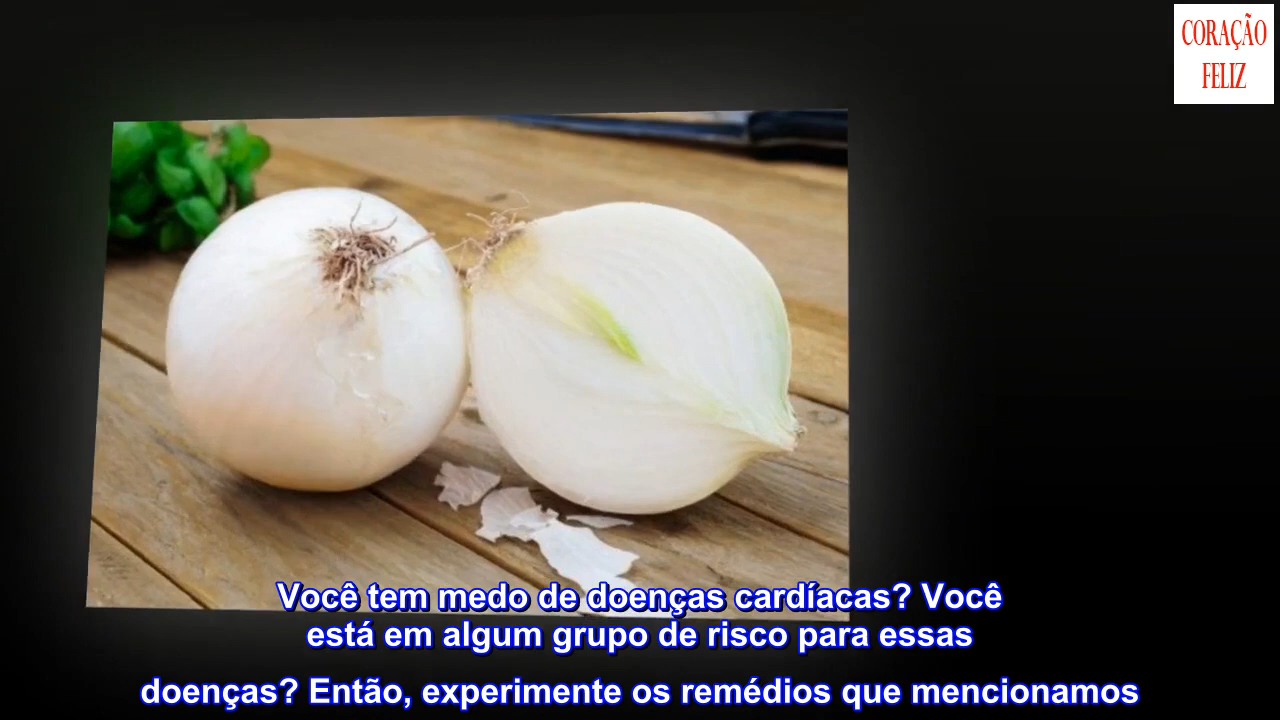 CORAÇÃO
FELIZ
Você tem medo de doenças cardíacas? Você
está em algum grupo de risco para essas
doenças? Então, experimente os remédios que mencionamos